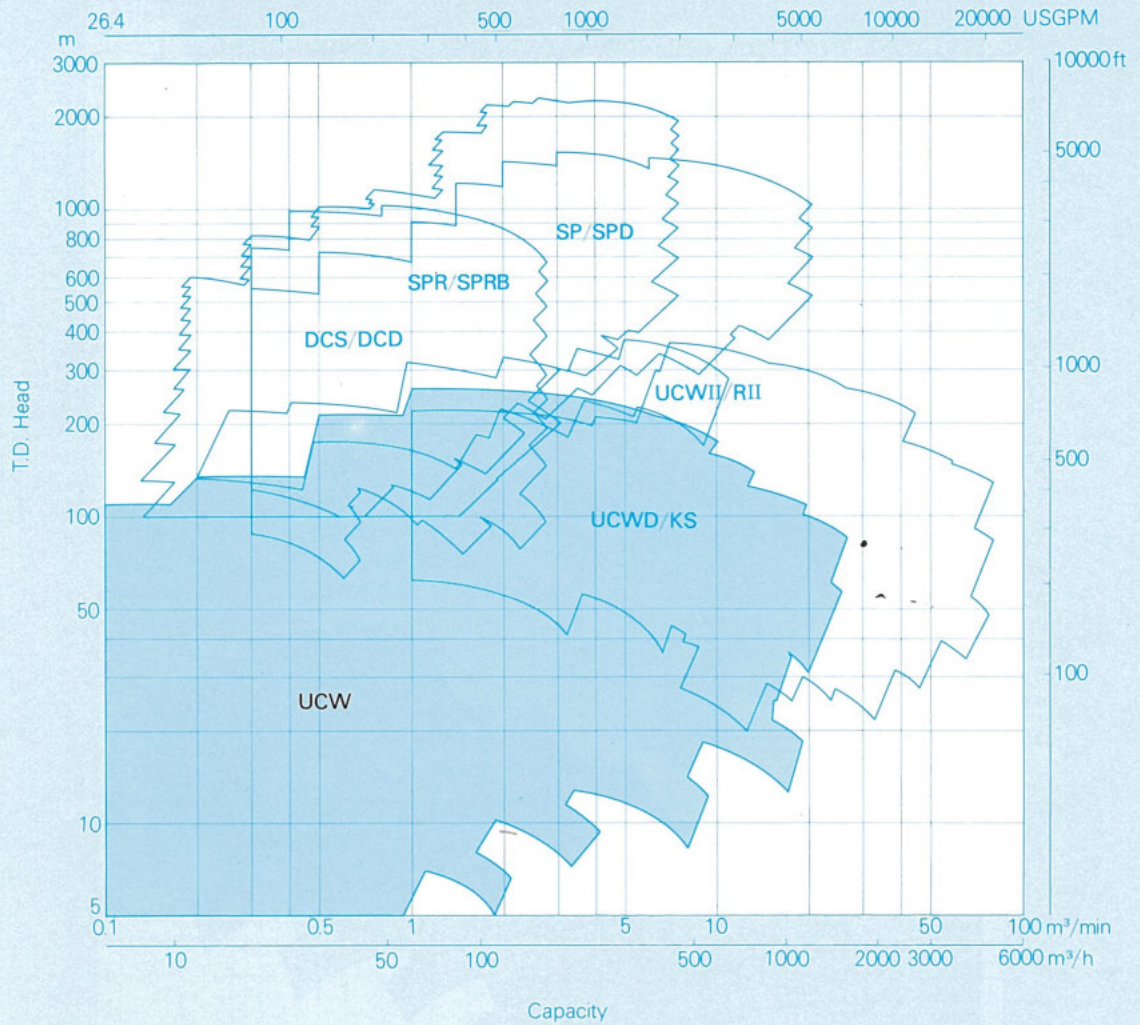 26.4 100 500 1000 5000 10000 20000 USGPM
m
3000 10000 ft
2000
5000
1000
SP/SPD
800
600
SPR/SPRB
500
400
DCS/DCD
300 1000
UCWII/RII
200
500
T.D. Head
100
UCWD/KS
50
100
UCW
10
5
0.1 0.5 1 5 10 50 100 m³/min
10 50 100 500 1000 2000 3000 6000 m³/h
Capacity